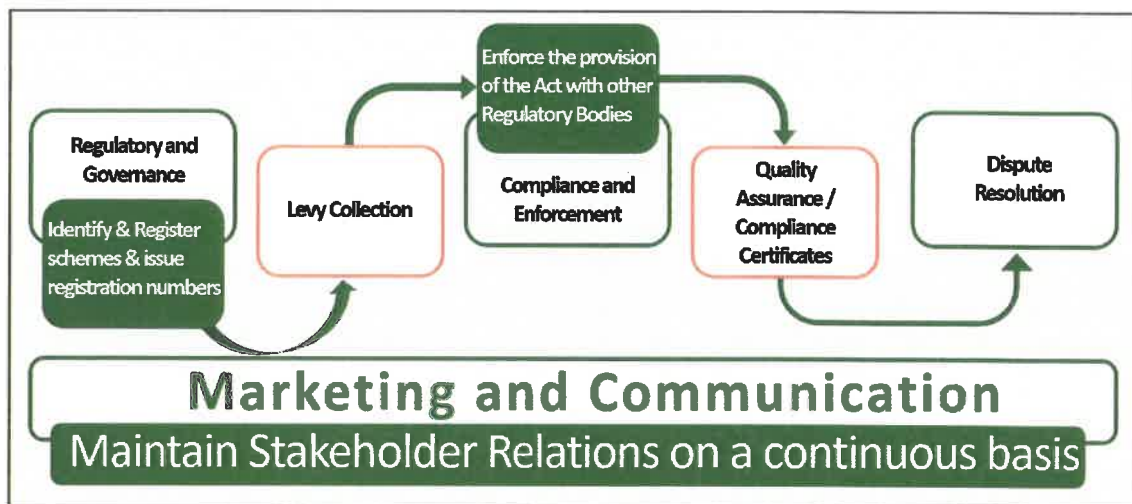 Regulatory and
Governance
Identify & Register
schemes & issue
registration numbers
Levy Collection
Enforce the provision
of the Act with other
Regulatory Bodies
Compliance and
Enforcement
Quality
Assurance /
Compliance
Certificates
Dispute
Resolution
Marketing and Communication
Maintain Stakeholder Relations on a continuous basis